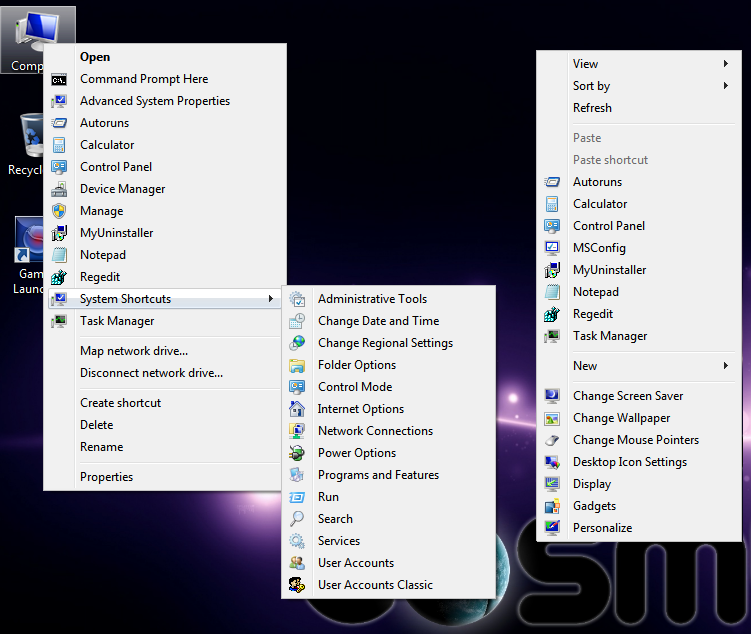 Comp
Recycl
Gam
Laun
Open
Command Prompt Here
Advanced System Properties
Autoruns
Calculator
Control Panel
Device Manager
Manage
MyUninstaller
Notepad
Regedit
System Shortcuts
Task Manager
Map network drive...
Disconnect network drive...
Create shortcut
Delete
Rename
Properties
Administrative Tools
Change Date and Time
Change Regional Settings
Folder Options
Control Mode
Internet Options
Network Connections
Power Options
Programs and Features
Run
Search
Services
User Accounts
User Accounts Classic
View
Sort by
Refresh
Paste
Paste shortcut
Autoruns
Calculator
Control Panel
MSConfig
MyUninstaller
Notepad
Regedit
Task Manager
New
Change Screen Saver
Change Wallpaper
Change Mouse Pointers
Desktop Icon Settings
Display
Gadgets
Personalize